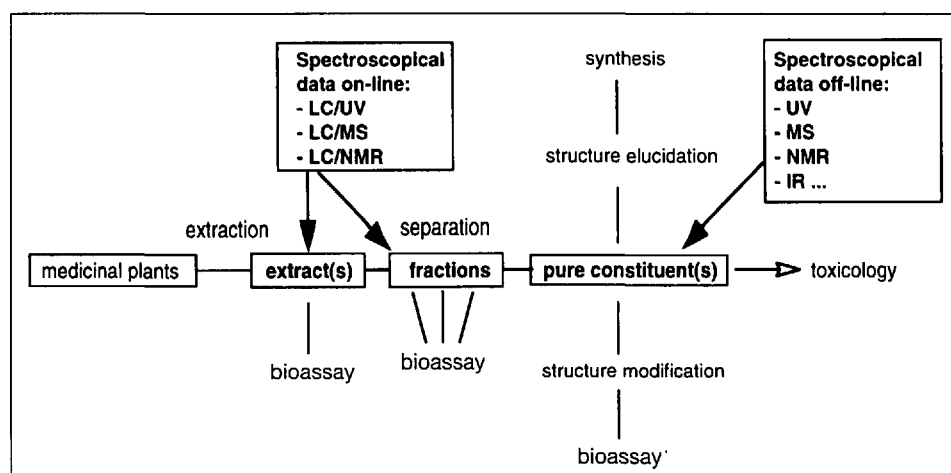 Spectroscopical
data on-line:
- LC/UV
- LC/MS
- LC/NMR
synthesis
structure elucidation
Spectroscopical
data off-line:
- UV
- MS
- NMR
- IR ...
extraction
separation
medicinal plants
extract(s)
fractions
pure constituent(s)
toxicology
bioassay
bioassay
structure modification
bioassay